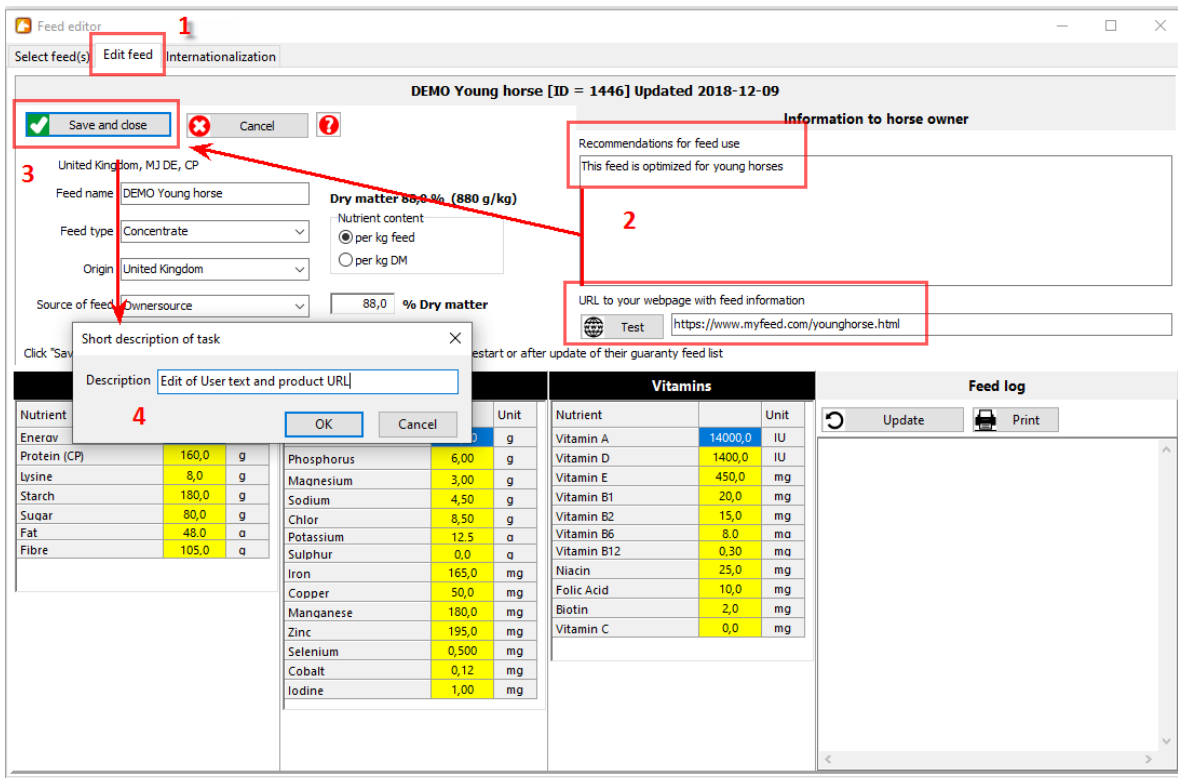 Feed editor
1
Select feed(s) Edit feed Internationalization
DEMO Young horse [ID = 1446] Updated 2018-12-09
Save and close Cancel ?
Information to horse owner
Recommendations for feed use
This feed is optimized for young horses
3
United Kingdom, MJ DE, CP
Feed name DEMO Young horse
Dry matter 88,0 % (880 g/kg)
2
Nutrient content
Feed type Concentrate
per kg feed
per kg DM
Origin United Kingdom
Source of feed Ownersource
88,0 % Dry matter
URL to your webpage with feed information
Test https://www.myfeed.com/younghorse.html
Short description of task
Click "Sav
estart or after update of their guaranty feed list
Description Edit of User text and product URL
4
OK Cancel
Vitamins
Feed log
Update Print
Nutrient
Energy
Protein (CP) 160,0 g
Lysine 8,0 g
Starch 180,0 g
Sugar 80,0 g
Fat 48.0 g
Fibre 105,0 g
Unit
0 g
Phosphorus 6,00 g
Magnesium 3,00 g
Sodium 4,50 g
Chlor 8,50 g
Potassium 12.5 g
Sulphur 0,0 g
Iron 165,0 mg
Copper 50,0 mg
Manganese 180,0 mg
Zinc 195,0 mg
Selenium 0,500 mg
Cobalt 0,12 mg
Iodine 1,00 mg
Nutrient Unit
Vitamin A 14000,0 IU
Vitamin D 1400,0 IU
Vitamin E 450,0 mg
Vitamin B1 20,0 mg
Vitamin B2 15,0 mg
Vitamin B6 8.0 mg
Vitamin B12 0,30 mg
Niacin 25,0 mg
Folic Acid 10,0 mg
Biotin 2,0 mg
Vitamin C 0,0 mg